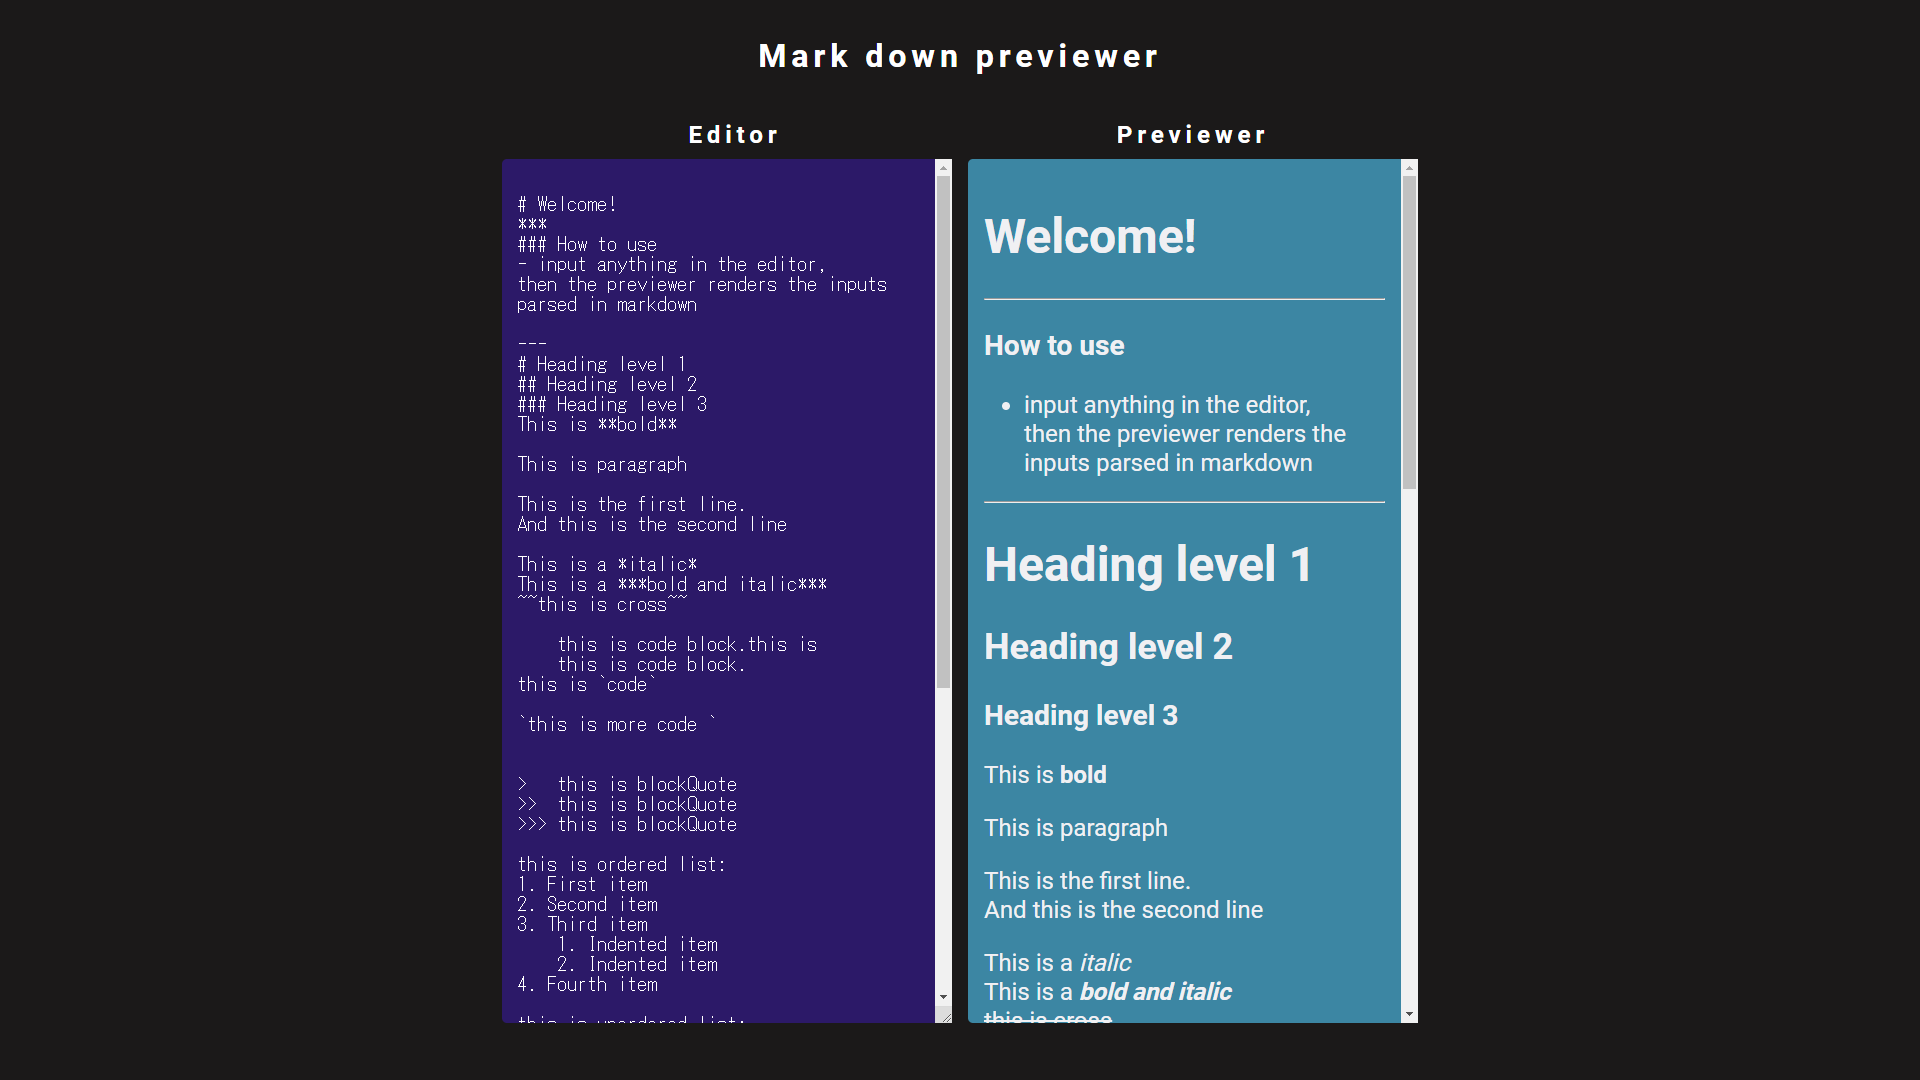 Mark down previewer
Editor
# Welcome!
***
### How to use
- input anything in the editor,
then the previewer renders the inputs
parsed in markdown
---
# Heading level 1
## Heading level 2
### Heading level 3
This is **bold**
This is paragraph
This is the first line.
And this is the second line
This is a *italic*
This is a ***bold and italic***
~~this is cross~~
    this is code block.this is
    this is code block.
this is `code`
`this is more code `
>   this is blockQuote
>>  this is blockQuote
>>> this is blockQuote
this is ordered list:
1. First item
2. Second item
3. Third item
    1. Indented item
    2. Indented item
4. Fourth item
this is unordered list:
Previewer
Welcome!
How to use
• input anything in the editor,
then the previewer renders the
inputs parsed in markdown
Heading level 1
Heading level 2
Heading level 3
This is bold
This is paragraph
This is the first line.
And this is the second line
This is a italic
This is a bold and italic
this is cross